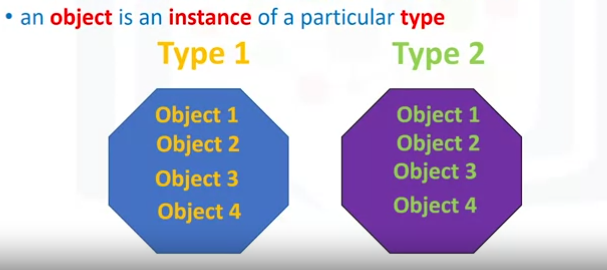 • an object is an instance of a particular type
Type 1
Object 1
Object 2
Object 3
Object 4
Type 2
Object 1
Object 2
Object 3
Object 4